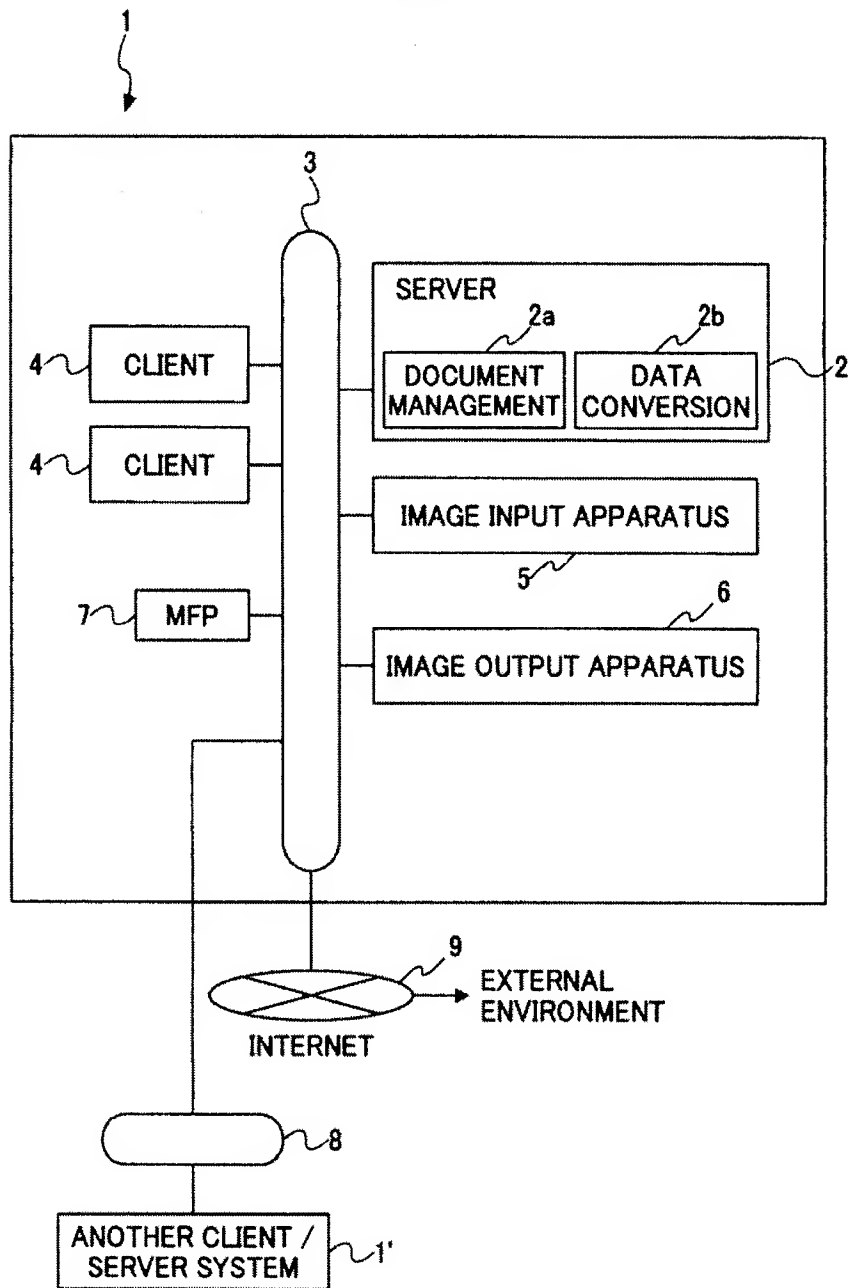 1
3
SERVER
2a
2b
DOCUMENT
MANAGEMENT
DATA
CONVERSION
2
4
CLIENT
4
CLIENT
IMAGE INPUT APPARATUS
5
7
MFP
6
IMAGE OUTPUT APPARATUS
9
EXTERNAL
ENVIRONMENT
INTERNET
8
ANOTHER CLIENT /
SERVER SYSTEM
1'